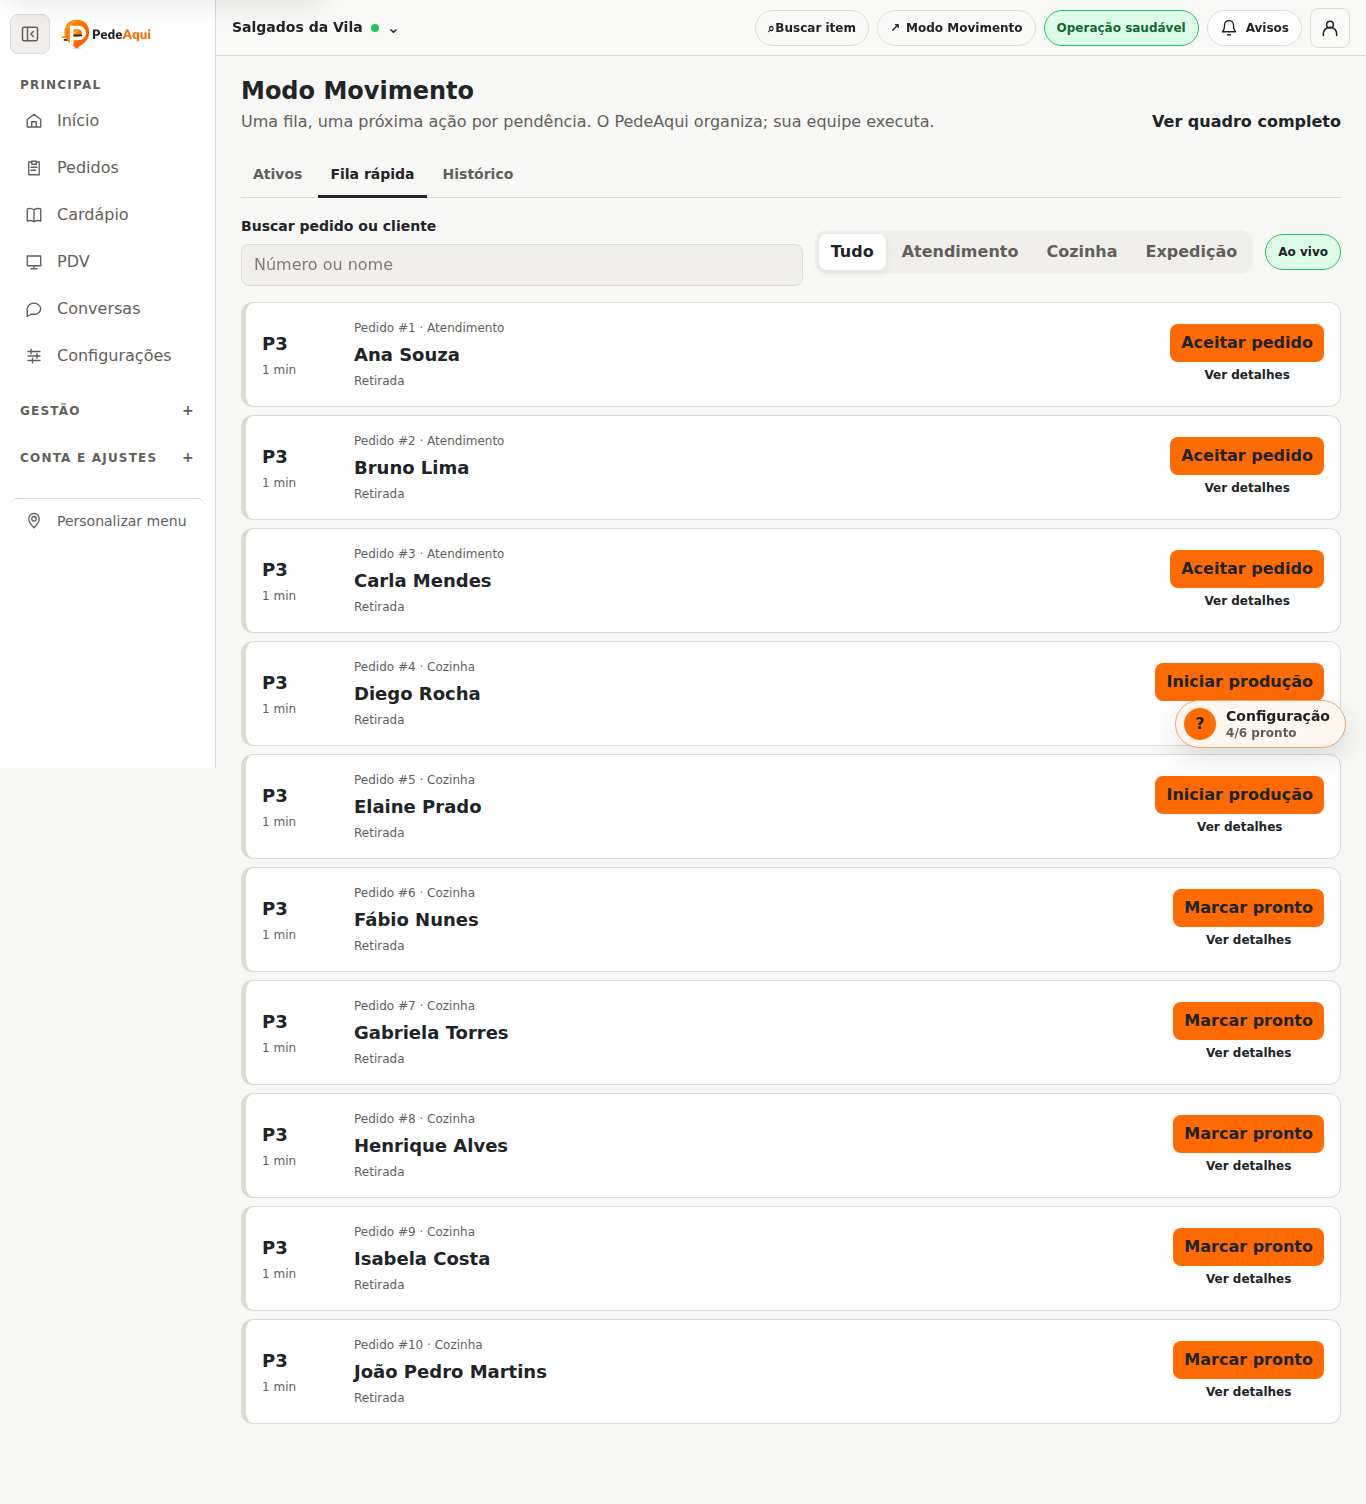 PedeAqui
Salgados da Vila
Buscar item
Modo Movimento
Operação saudável
Avisos
PRINCIPAL
Início
Pedidos
Cardápio
PDV
Conversas
Configurações
GESTÃO +
CONTA E AJUSTES +
Personalizar menu
Modo Movimento
Uma fila, uma próxima ação por pendência. O PedeAqui organiza; sua equipe executa.
Ver quadro completo
Ativos
Fila rápida
Histórico
Buscar pedido ou cliente
Número ou nome
Tudo
Atendimento
Cozinha
Expedição
Ao vivo
P3
1 min
Pedido #1 · Atendimento
Ana Souza
Retirada
Aceitar pedido
Ver detalhes
P3
1 min
Pedido #2 · Atendimento
Bruno Lima
Retirada
Aceitar pedido
Ver detalhes
P3
1 min
Pedido #3 · Atendimento
Carla Mendes
Retirada
Aceitar pedido
Ver detalhes
P3
1 min
Pedido #4 · Cozinha
Diego Rocha
Retirada
Iniciar produção
?
Configuração
4/6 pronto
P3
1 min
Pedido #5 · Cozinha
Elaine Prado
Retirada
Iniciar produção
Ver detalhes
P3
1 min
Pedido #6 · Cozinha
Fábio Nunes
Retirada
Marcar pronto
Ver detalhes
P3
1 min
Pedido #7 · Cozinha
Gabriela Torres
Retirada
Marcar pronto
Ver detalhes
P3
1 min
Pedido #8 · Cozinha
Henrique Alves
Retirada
Marcar pronto
Ver detalhes
P3
1 min
Pedido #9 · Cozinha
Isabela Costa
Retirada
Marcar pronto
Ver detalhes
P3
1 min
Pedido #10 · Cozinha
João Pedro Martins
Retirada
Marcar pronto
Ver detalhes